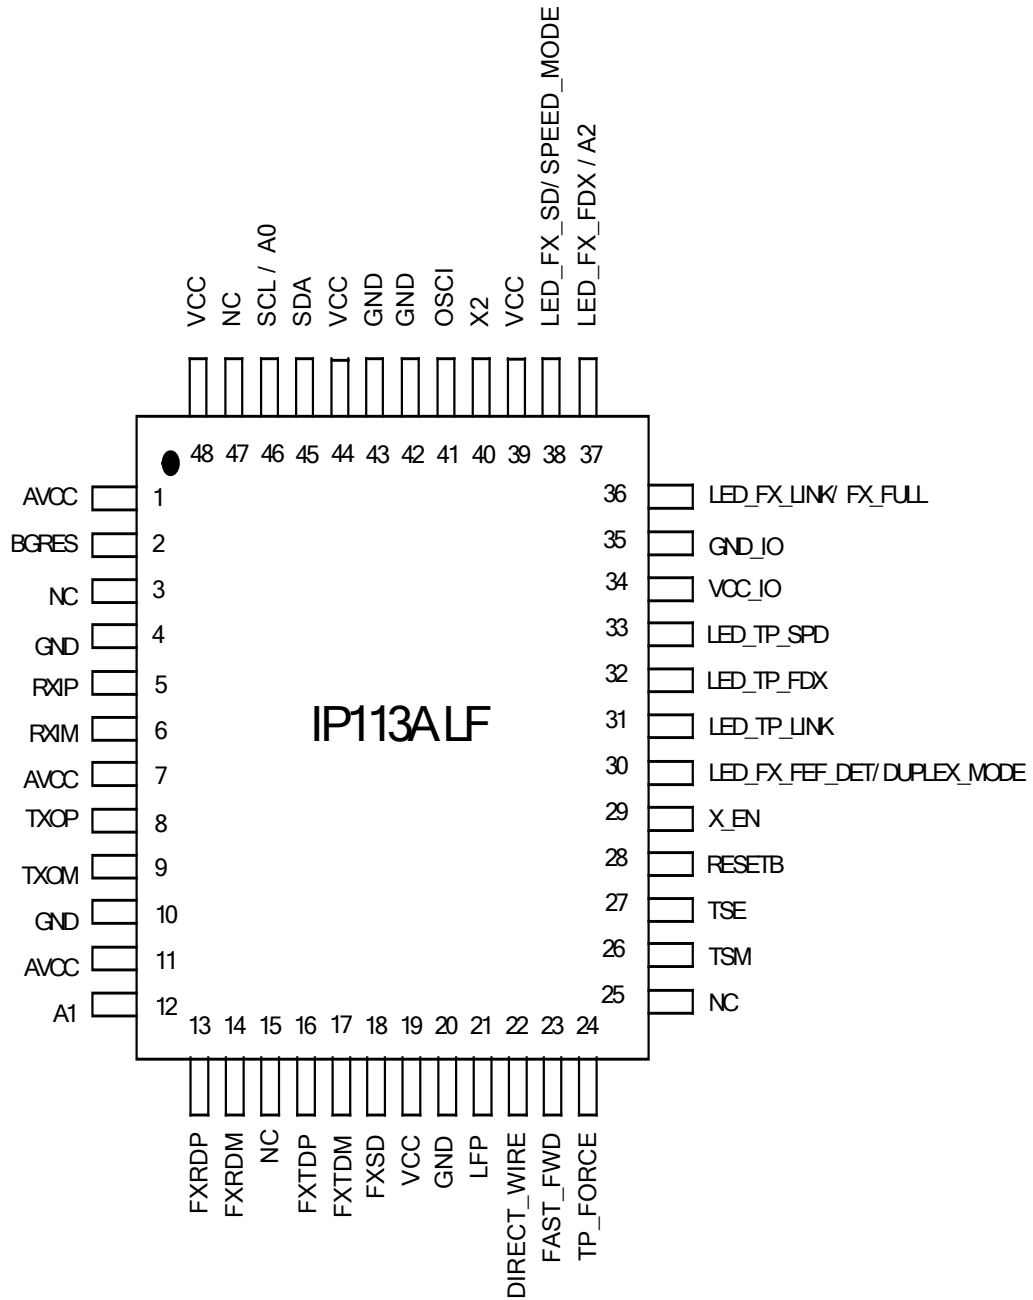 VCC
NC
SCL / A0
SDA
VCC
GND
GND
OSCI
X2
VCC
LED_FX_SD/ SPEED_MODE
LED_FX_FDX / A2
48 47 46 45 44 43 42 41 40 39 38 37
AVCC 1
BGRES 2
NC 3
GND 4
RXIP 5
RXIM 6
AVCC 7
TXOP 8
TXOM 9
GND 10
AVCC 11
A1 12
IP113A LF
36 LED_FX_LINK/ FX_FULL
35 GND_IO
34 VCC_IO
33 LED_TP_SPD
32 LED_TP_FDX
31 LED_TP_LINK
30 LED_FX_FEF_DET/ DUPLEX_MODE
29 X_EN
28 RESETB
27 TSE
26 TSM
25 NC
13 14 15 16 17 18 19 20 21 22 23 24
FXRDP
FXRDM
NC
FXTDP
FXTDM
FXSD
VCC
GND
LFP
DIRECT_WIRE
FAST_FWD
TP_FORCE